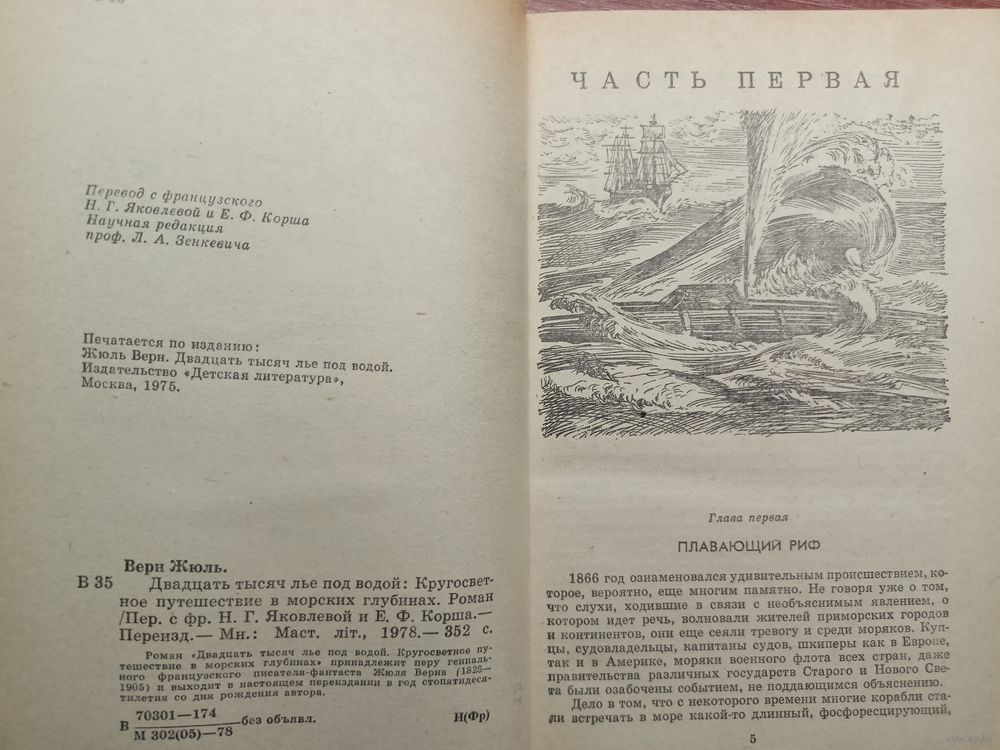 Перевод с французского
Н. Г. Яковлевой и Е. Ф. Корша
Научная редакция
проф. Л. А. Зенкевича
Печатается по изданию:
Жюль Верн. Двадцать тысяч лье под водой.
Издательство «Детская литература»,
Москва, 1975.
Верн Жюль.
В 35 Двадцать тысяч лье под водой: Кругосвет-
ное путешествие в морских глубинах. Роман
/Пер. с фр. Н. Г. Яковлевой и Е. Ф. Корша.—
Переизд.— Мн.: Маст. літ., 1978.— 352 с.
Роман «Двадцать тысяч лье под водой. Кругосветное пу-
тешествие в морских глубинах» принадлежит перу гениаль-
ного французского писателя-фантаста Жюля Верна (1828—
1905) и выходит в настоящем переиздании в год стопятидеся-
тилетия со дня рождения автора.
В 70301—174
М 302(05)—78 без объявл. И(Фр)
ЧАСТЬ ПЕРВАЯ
Глава первая
ПЛАВАЮЩИЙ РИФ
1866 год ознаменовался удивительным происшествием, ко-
торое, вероятно, еще многим памятно. Не говоря уже о том,
что слухи, ходившие в связи с необъяснимым явлением, о
котором идет речь, волновали жителей приморских городов
и континентов, они еще сеяли тревогу и среди моряков. Куп-
цы, судовладельцы, капитаны судов, шкиперы как в Европе,
так и в Америке, моряки военного флота всех стран, даже
правительства различных государств Старого и Нового Све-
та были озабочены событием, не поддающимся объяснению.
Дело в том, что с некоторого времени многие корабли ста-
ли встречать в море какой-то длинный, фосфоресцирующий,
5
www.ay.by